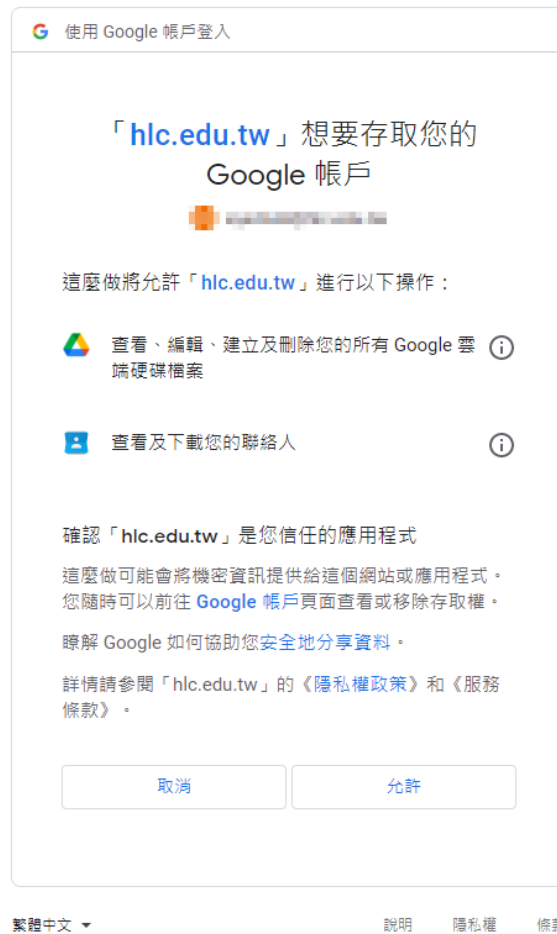 使用 Google 帳戶登入
「hlc.edu.tw」想要存取您的
Google 帳戶
這麼做將允許「hlc.edu.tw」進行以下操作：
查看、編輯、建立及刪除您的所有 Google 雲
端硬碟檔案
查看及下載您的聯絡人
確認「hlc.edu.tw」是您信任的應用程式
這麼做可能會將機密資訊提供給這個網站或應用程式。
您隨時可以前往 Google 帳戶頁面查看或移除存取權。
瞭解 Google 如何協助您安全地分享資料。
詳情請參閱「hlc.edu.tw」的《隱私權政策》和《服務
條款》。
取消
允許
繁體中文
說明
隱私權